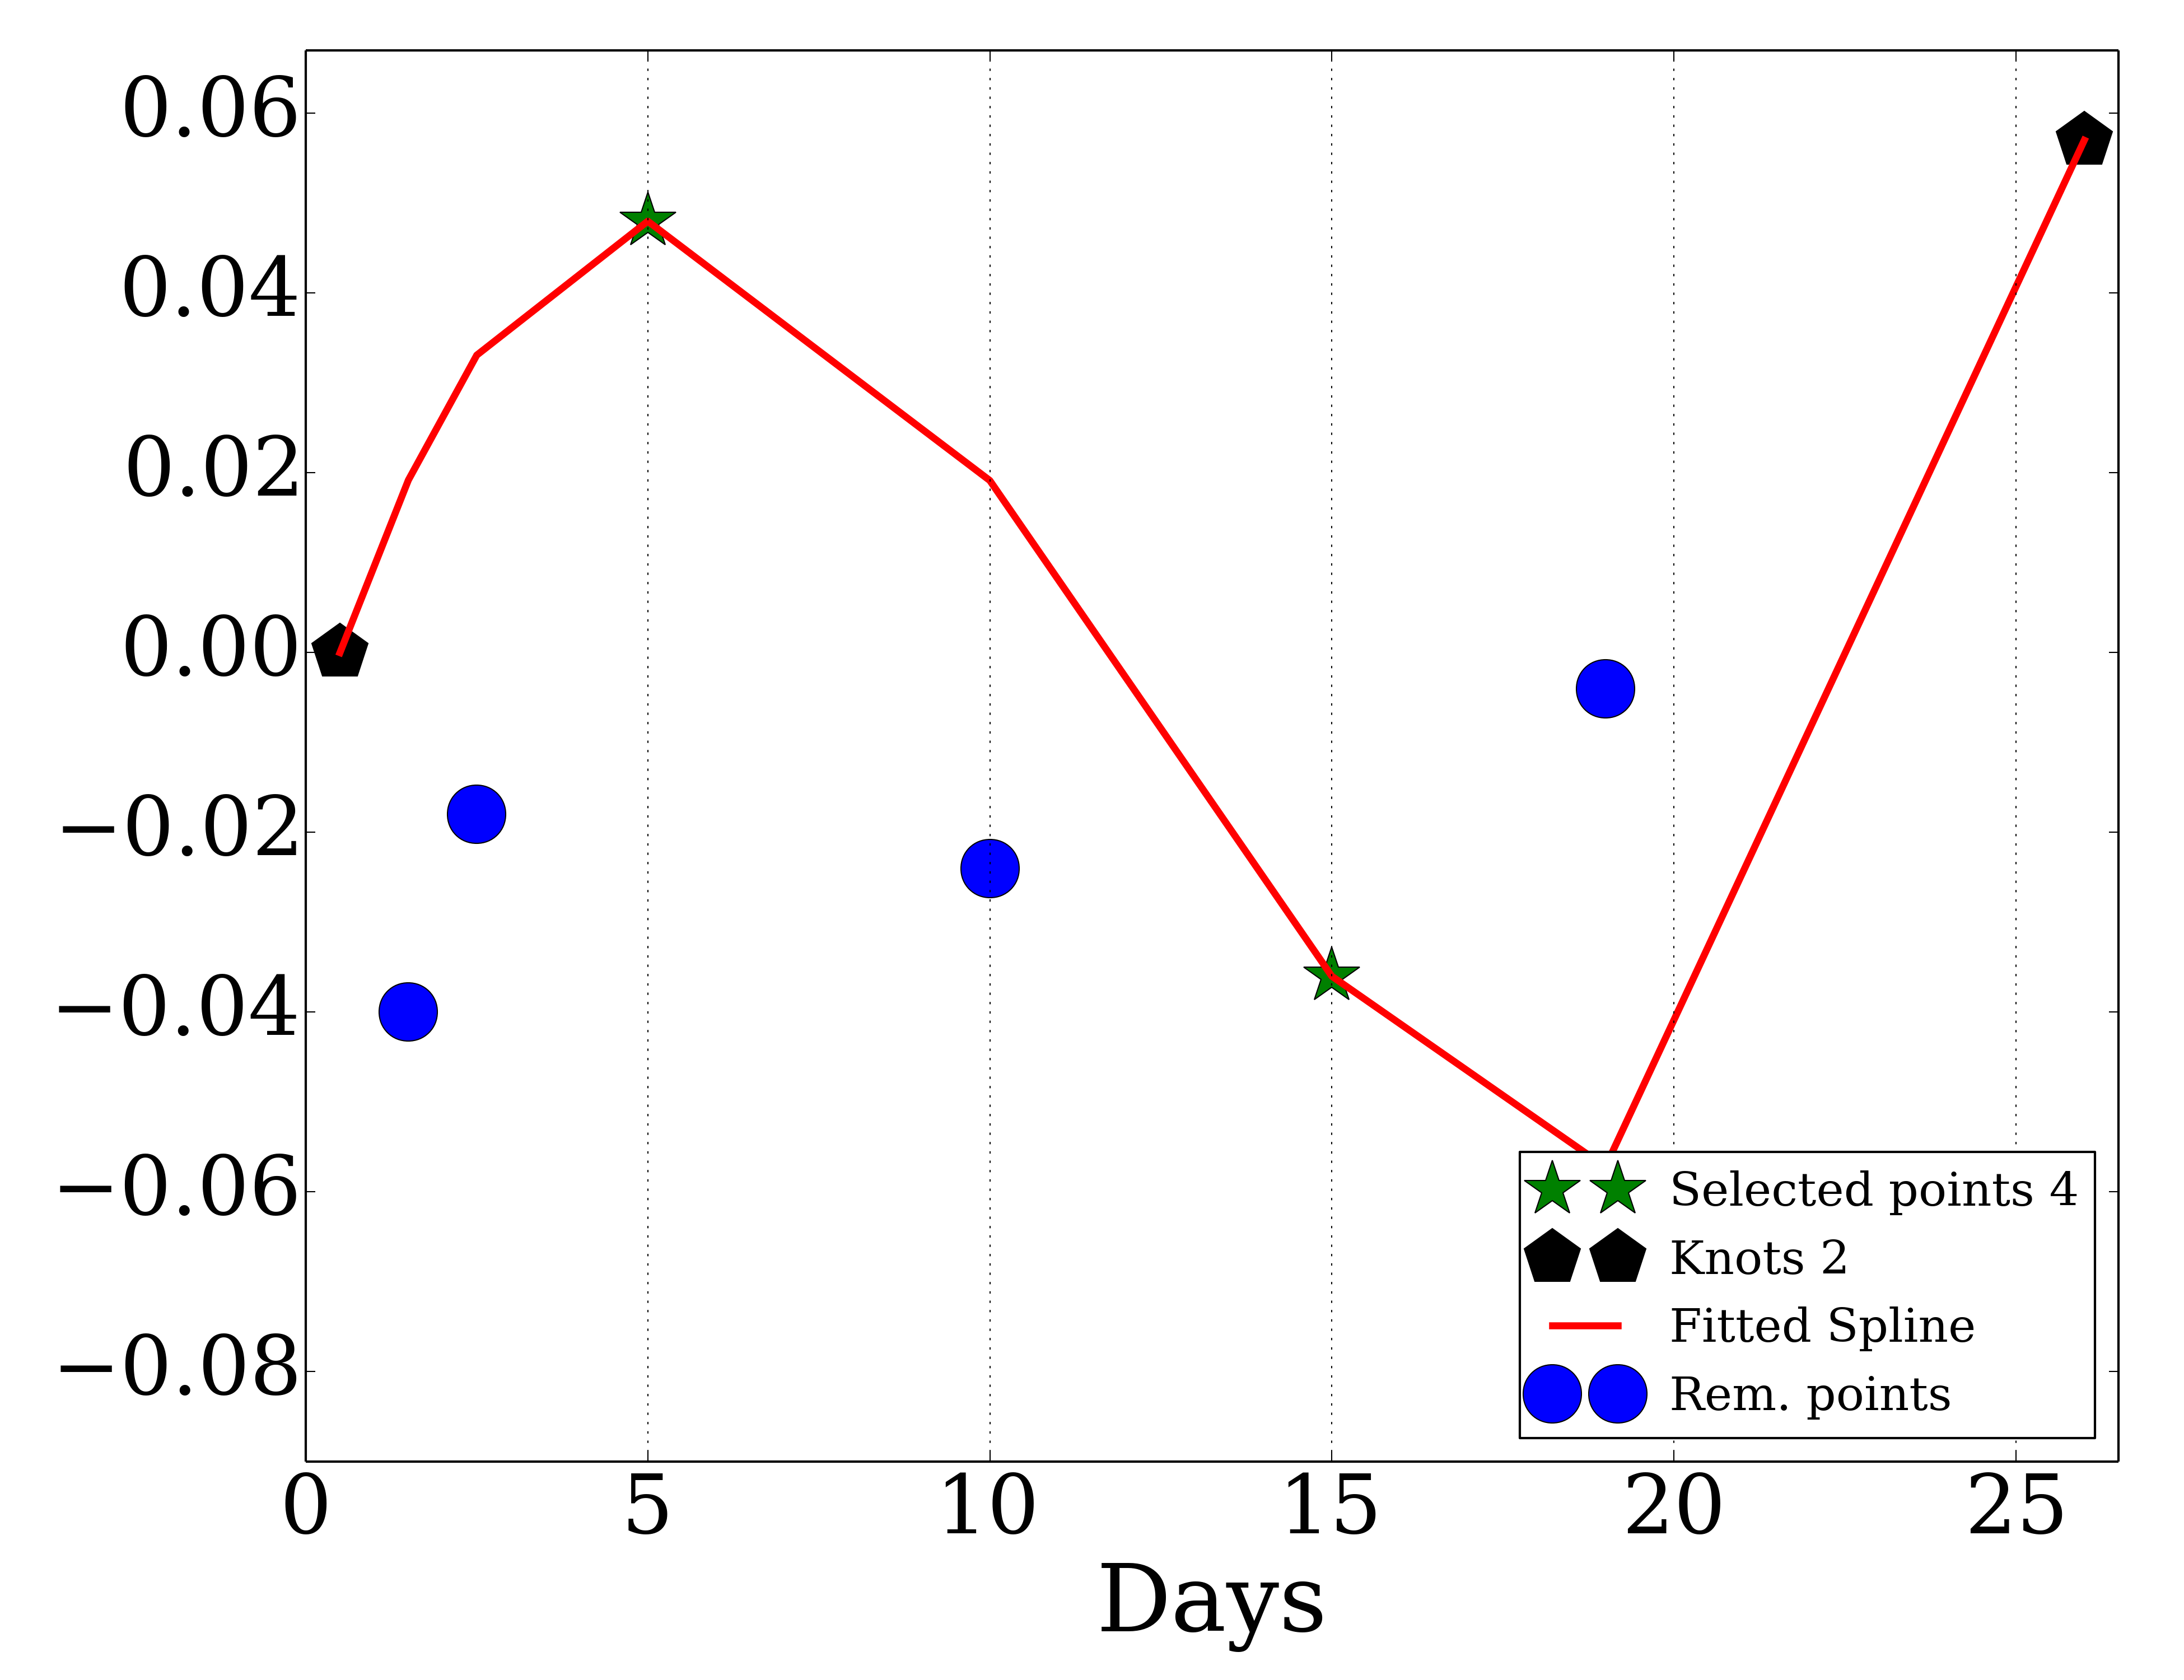 0.06
0.04
0.02
0.00
−0.02
−0.04
−0.06
−0.08
0 5 10 15 20 25
Days
Selected points 4
Knots 2
Fitted Spline
Rem. points